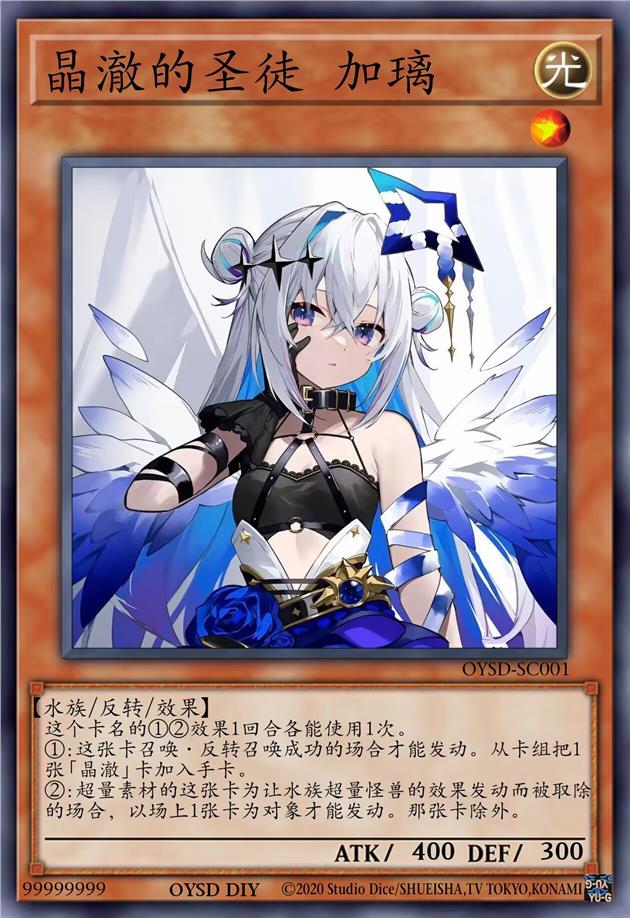 晶澈的圣徒 加璃
光
OYSD-SC001
【水族/反转/效果】
这个卡名的①②效果1回合各能使用1次。
①:这张卡召唤·反转召唤成功的场合才能发动。从卡组把1
张「晶澈」卡加入手卡。
②:超量素材的这张卡为让水族超量怪兽的效果发动而被取除
的场合，以场上1张卡为对象才能发动。那张卡除外。
ATK/ 400 DEF/ 300
99999999 OYSD DIY ©2020 Studio Dice/SHUEISHA,TV TOKYO,KONAMI
YU-G